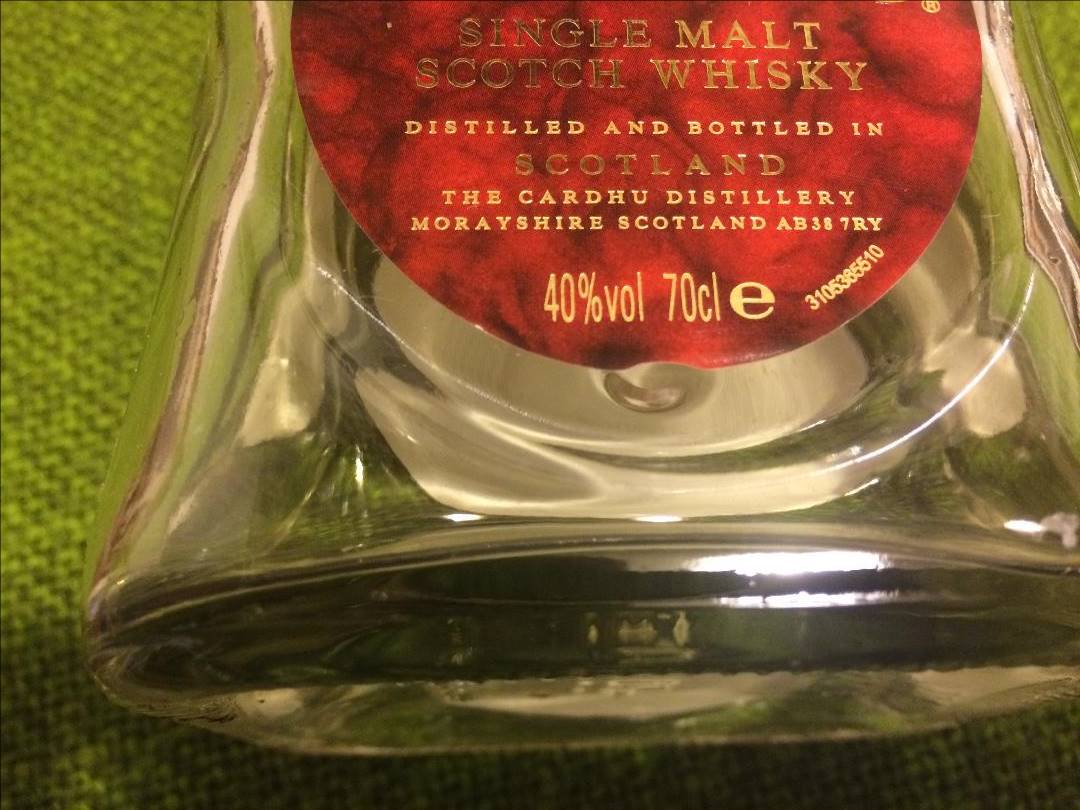 ®
SINGLE MALT
SCOTCH WHISKY
DISTILLED AND BOTTLED IN
SCOTLAND
THE CARDHU DISTILLERY
MORAYSHIRE SCOTLAND AB38 7RY
40%vol 70cl e
3105385510